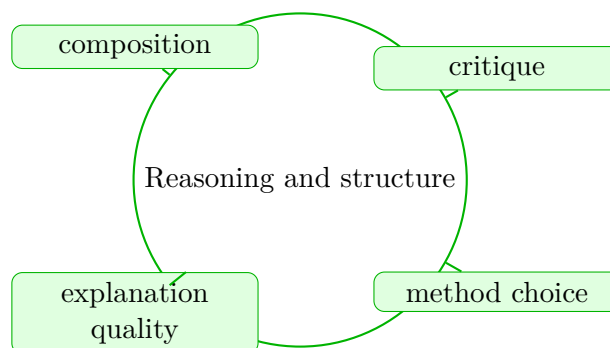 composition
critique
Reasoning and structure
explanation
quality
method choice